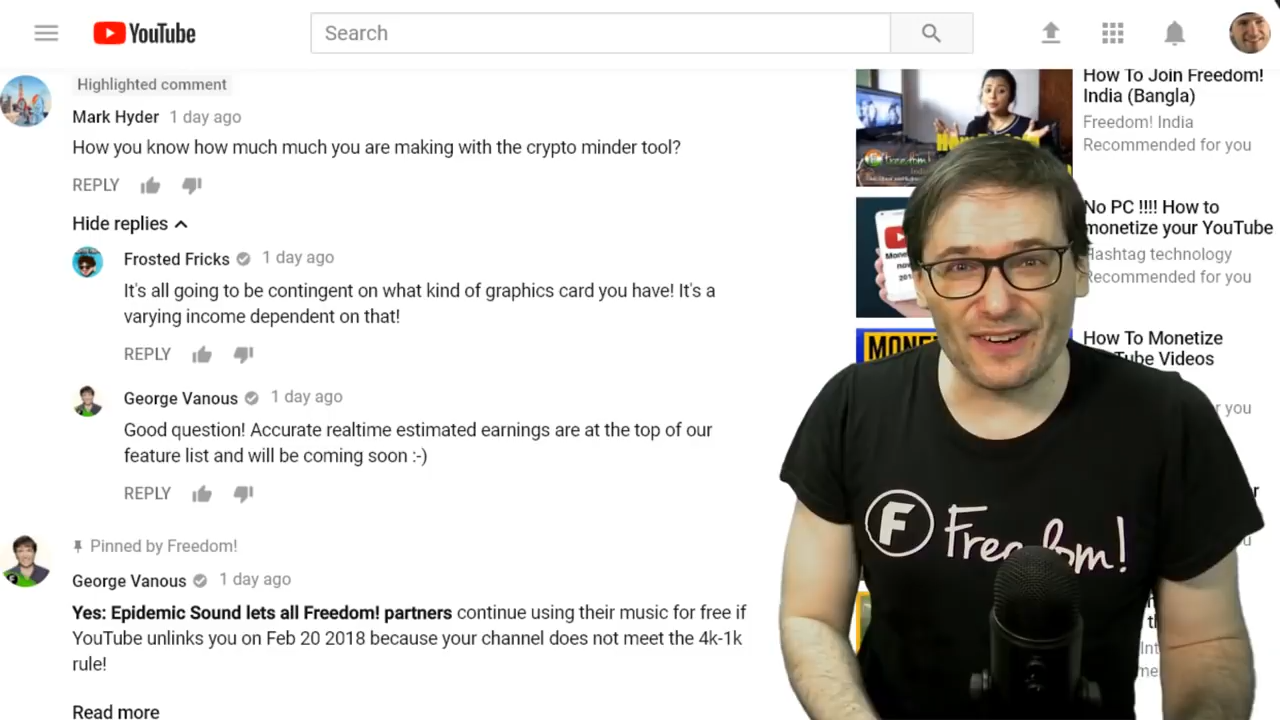 YouTube
Search
Highlighted comment
Mark Hyder 1 day ago
How you know how much much you are making with the crypto minder tool?
REPLY
Hide replies
Frosted Fricks 1 day ago
It's all going to be contingent on what kind of graphics card you have! It's a
varying income dependent on that!
REPLY
George Vanous 1 day ago
Good question! Accurate realtime estimated earnings are at the top of our
feature list and will be coming soon :-)
REPLY
Pinned by Freedom!
George Vanous 1 day ago
Yes: Epidemic Sound lets all Freedom! partners continue using their music for free if
YouTube unlinks you on Feb 20 2018 because your channel does not meet the 4k-1k
rule!
Read more
How To Join Freedom!
India (Bangla)
Freedom! India
Recommended for you
No PC !!!! How to
monetize your YouTube
Hashtag technology
Recommended for you
How To Monetize
Videos
you
F Freedom!